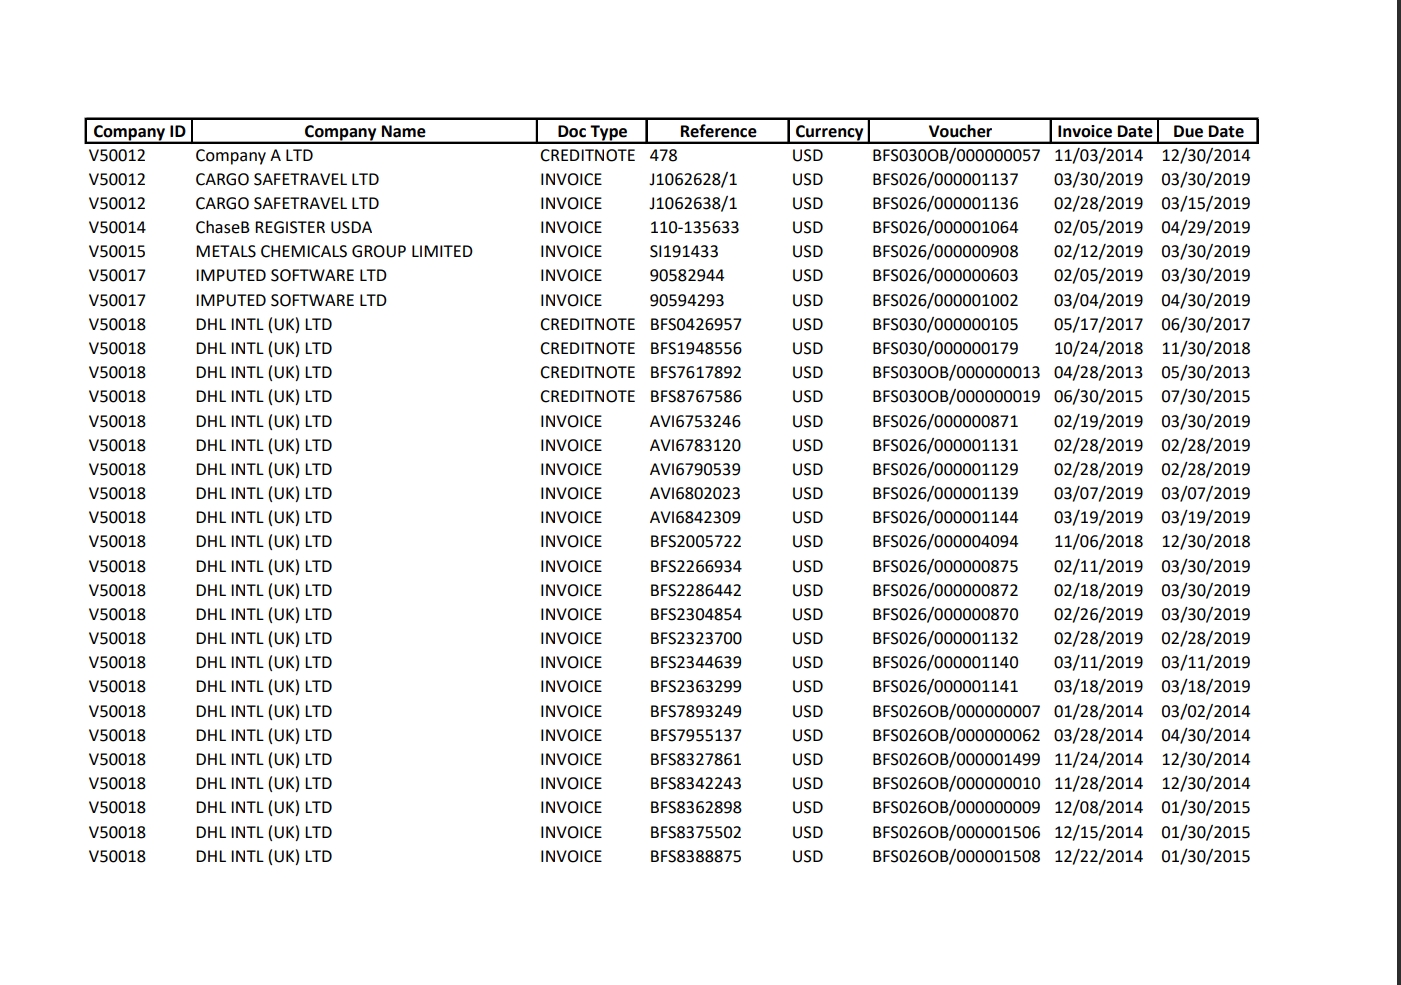 Company ID Company Name Doc Type Reference Currency Voucher Invoice Date Due Date
V50012 Company A LTD CREDITNOTE 478 USD BFS030OB/000000057 11/03/2014 12/30/2014
V50012 CARGO SAFETRAVEL LTD INVOICE J1062628/1 USD BFS026/000001137 03/30/2019 03/30/2019
V50012 CARGO SAFETRAVEL LTD INVOICE J1062638/1 USD BFS026/000001136 02/28/2019 03/15/2019
V50014 ChaseB REGISTER USDA INVOICE 110-135633 USD BFS026/000001064 02/05/2019 04/29/2019
V50015 METALS CHEMICALS GROUP LIMITED INVOICE SI191433 USD BFS026/000000908 02/12/2019 03/30/2019
V50017 IMPUTED SOFTWARE LTD INVOICE 90582944 USD BFS026/000000603 02/05/2019 03/30/2019
V50017 IMPUTED SOFTWARE LTD INVOICE 90594293 USD BFS026/000001002 03/04/2019 04/30/2019
V50018 DHL INTL (UK) LTD CREDITNOTE BFS0426957 USD BFS030/000000105 05/17/2017 06/30/2017
V50018 DHL INTL (UK) LTD CREDITNOTE BFS1948556 USD BFS030/000000179 10/24/2018 11/30/2018
V50018 DHL INTL (UK) LTD CREDITNOTE BFS7617892 USD BFS030OB/000000013 04/28/2013 05/30/2013
V50018 DHL INTL (UK) LTD CREDITNOTE BFS8767586 USD BFS030OB/000000019 06/30/2015 07/30/2015
V50018 DHL INTL (UK) LTD INVOICE AVI6753246 USD BFS026/000000871 02/19/2019 03/30/2019
V50018 DHL INTL (UK) LTD INVOICE AVI6783120 USD BFS026/000001131 02/28/2019 02/28/2019
V50018 DHL INTL (UK) LTD INVOICE AVI6790539 USD BFS026/000001129 02/28/2019 02/28/2019
V50018 DHL INTL (UK) LTD INVOICE AVI6802023 USD BFS026/000001139 03/07/2019 03/07/2019
V50018 DHL INTL (UK) LTD INVOICE AVI6842309 USD BFS026/000001144 03/19/2019 03/19/2019
V50018 DHL INTL (UK) LTD INVOICE BFS2005722 USD BFS026/000004094 11/06/2018 12/30/2018
V50018 DHL INTL (UK) LTD INVOICE BFS2266934 USD BFS026/000000875 02/11/2019 03/30/2019
V50018 DHL INTL (UK) LTD INVOICE BFS2286442 USD BFS026/000000872 02/18/2019 03/30/2019
V50018 DHL INTL (UK) LTD INVOICE BFS2304854 USD BFS026/000000870 02/26/2019 03/30/2019
V50018 DHL INTL (UK) LTD INVOICE BFS2323700 USD BFS026/000001132 02/28/2019 02/28/2019
V50018 DHL INTL (UK) LTD INVOICE BFS2344639 USD BFS026/000001140 03/11/2019 03/11/2019
V50018 DHL INTL (UK) LTD INVOICE BFS2363299 USD BFS026/000001141 03/18/2019 03/18/2019
V50018 DHL INTL (UK) LTD INVOICE BFS7893249 USD BFS026OB/000000007 01/28/2014 03/02/2014
V50018 DHL INTL (UK) LTD INVOICE BFS7955137 USD BFS026OB/000000062 03/28/2014 04/30/2014
V50018 DHL INTL (UK) LTD INVOICE BFS8327861 USD BFS026OB/000001499 11/24/2014 12/30/2014
V50018 DHL INTL (UK) LTD INVOICE BFS8342243 USD BFS026OB/000000010 11/28/2014 12/30/2014
V50018 DHL INTL (UK) LTD INVOICE BFS8362898 USD BFS026OB/000000009 12/08/2014 01/30/2015
V50018 DHL INTL (UK) LTD INVOICE BFS8375502 USD BFS026OB/000001506 12/15/2014 01/30/2015
V50018 DHL INTL (UK) LTD INVOICE BFS8388875 USD BFS026OB/000001508 12/22/2014 01/30/2015